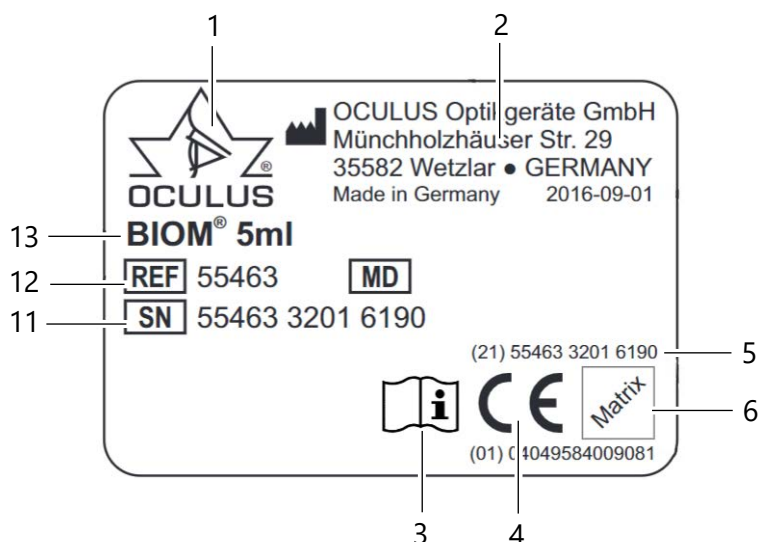 1
2
OCULUS Optikgeräte GmbH
Münchholzhäuser Str. 29
35582 Wetzlar ● GERMANY
Made in Germany 2016-09-01
®
OCULUS
13
BIOM® 5ml
12
REF 55463 MD
11
SN 55463 3201 6190
(21) 55463 3201 6190
5
i
CE
Matrix
6
(01) 04049584009081
3
4